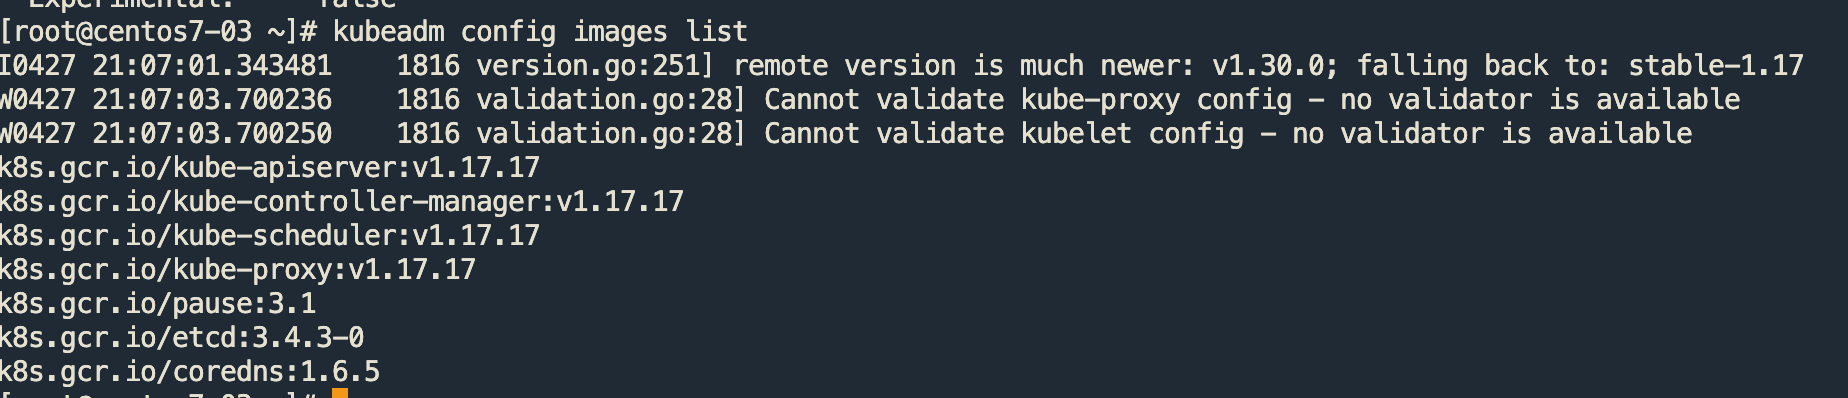 Experimental:     false
[root@centos7-03 ~]# kubeadm config images list
I0427 21:07:01.343481    1816 version.go:251] remote version is much newer: v1.30.0; falling back to: stable-1.17
W0427 21:07:03.700236    1816 validation.go:28] Cannot validate kube-proxy config - no validator is available
W0427 21:07:03.700250    1816 validation.go:28] Cannot validate kubelet config - no validator is available
k8s.gcr.io/kube-apiserver:v1.17.17
k8s.gcr.io/kube-controller-manager:v1.17.17
k8s.gcr.io/kube-scheduler:v1.17.17
k8s.gcr.io/kube-proxy:v1.17.17
k8s.gcr.io/pause:3.1
k8s.gcr.io/etcd:3.4.3-0
k8s.gcr.io/coredns:1.6.5
[root@centos7-03 ~]#